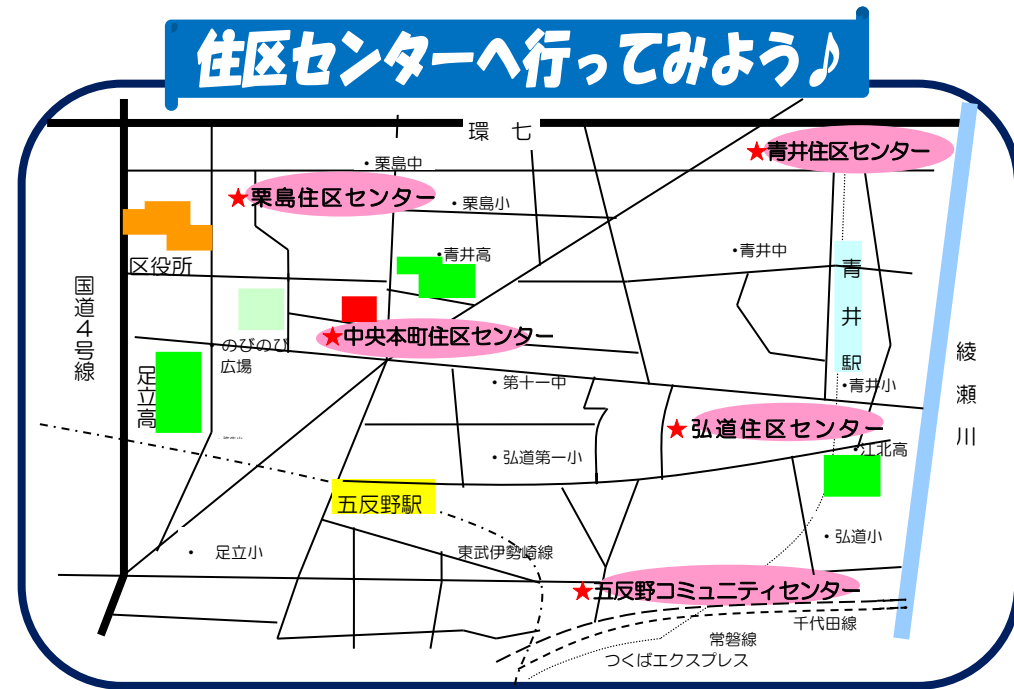 住区センターへ行ってみよう♪
環 七
・栗島中
★青井住区センター
★栗島住区センター
・栗島小
・青井高
・青井中
区役所
青井駅
国道4号線
★中央本町住区センター
・のびのび
広場
綾瀬川
足立高
・第十一中
・青井小
★弘道住区センター
・江北高
・弘道第一小
五反野駅
・弘道小
・ 足立小
東武伊勢崎線
★五反野コミュニティセンター
千代田線
常磐線
つくばエクスプレス